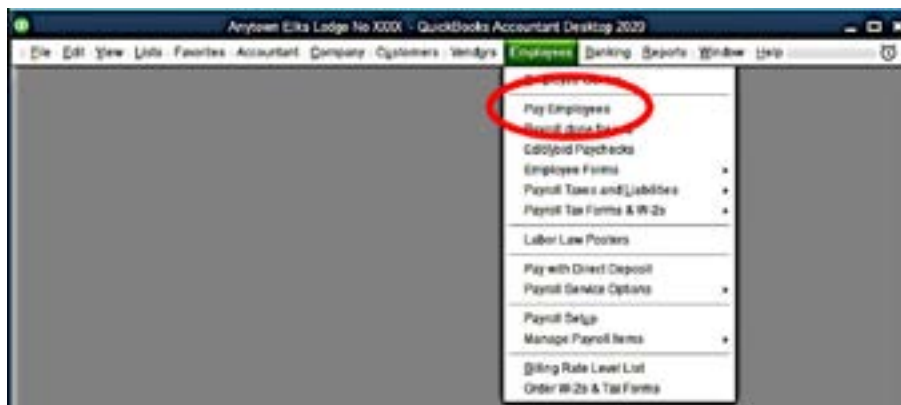 Anytown Elks Lodge No XXXX - QuickBooks Accountant Desktop 2020
File Edit View Lists Favorites Accountant Company Customers Vendors Employees Banking Reports Window Help
Pay Employees
Edit/Void Paychecks
Employee Forms
Payroll Taxes and Liabilities
Payroll Tax Forms & W-2s
Labor Law Posters
Pay with Direct Deposit
Payroll Service Options
Payroll Setup
Manage Payroll Items
Billing Rate Level List
Order W-2s & Tax Forms